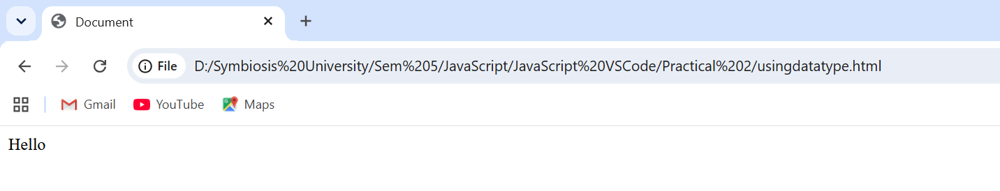 Document
File D:/Symbiosis%20University/Sem%205/JavaScript/JavaScript%20VSCode/Practical%202/usingdatatype.html
Gmail YouTube Maps
Hello